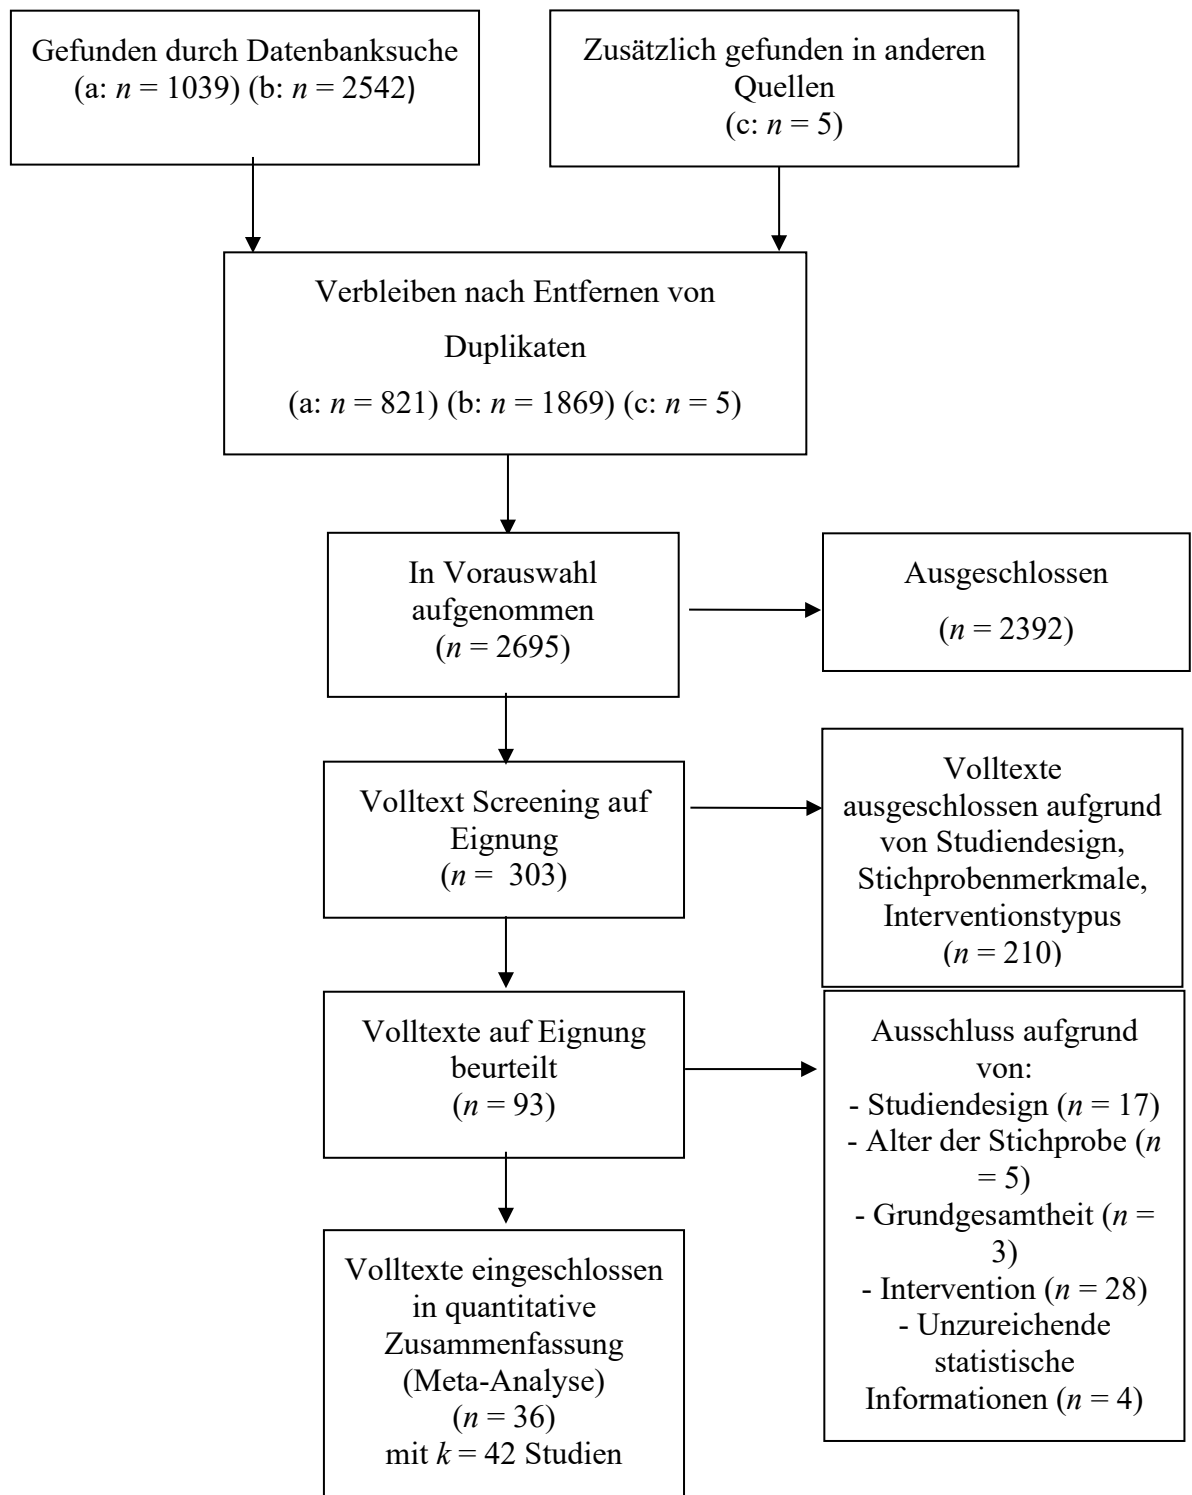 Gefunden durch Datenbanksuche
(a: n = 1039) (b: n = 2542)
Zusätzlich gefunden in anderen
Quellen
(c: n = 5)
Verbleiben nach Entfernen von
Duplikaten
(a: n = 821) (b: n = 1869) (c: n = 5)
In Vorauswahl
aufgenommen
(n = 2695)
Ausgeschlossen
(n = 2392)
Volltext Screening auf
Eignung
(n = 303)
Volltexte
ausgeschlossen aufgrund
von Studiendesign,
Stichprobenmerkmale,
Interventionstypus
(n = 210)
Volltexte auf Eignung
beurteilt
(n = 93)
Ausschluss aufgrund
von:
- Studiendesign (n = 17)
- Alter der Stichprobe (n
= 5)
- Grundgesamtheit (n =
3)
- Intervention (n = 28)
- Unzureichende
statistische
Informationen (n = 4)
Volltexte eingeschlossen
in quantitative
Zusammenfassung
(Meta-Analyse)
(n = 36)
mit k = 42 Studien